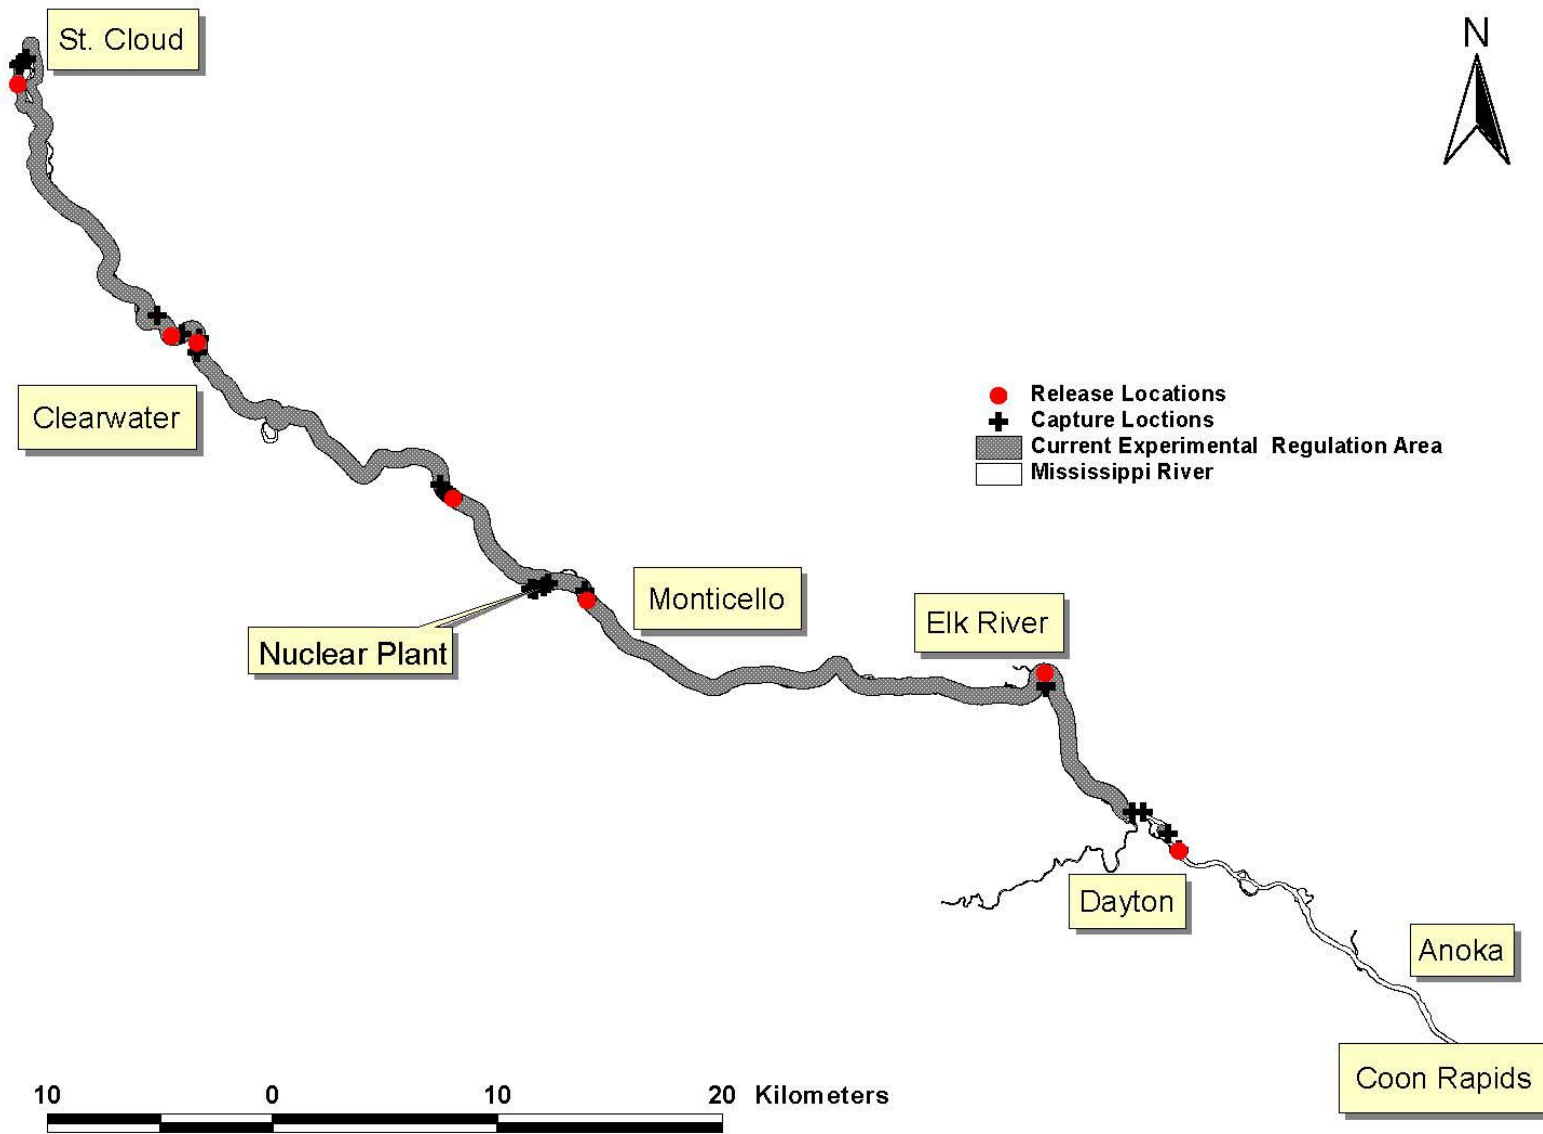 St. Cloud
N
Clearwater
Release Locations
Capture Loctions
Current Experimental Regulation Area
Mississippi River
Monticello
Elk River
Nuclear Plant
Dayton
Anoka
Coon Rapids
10 0 10 20 Kilometers